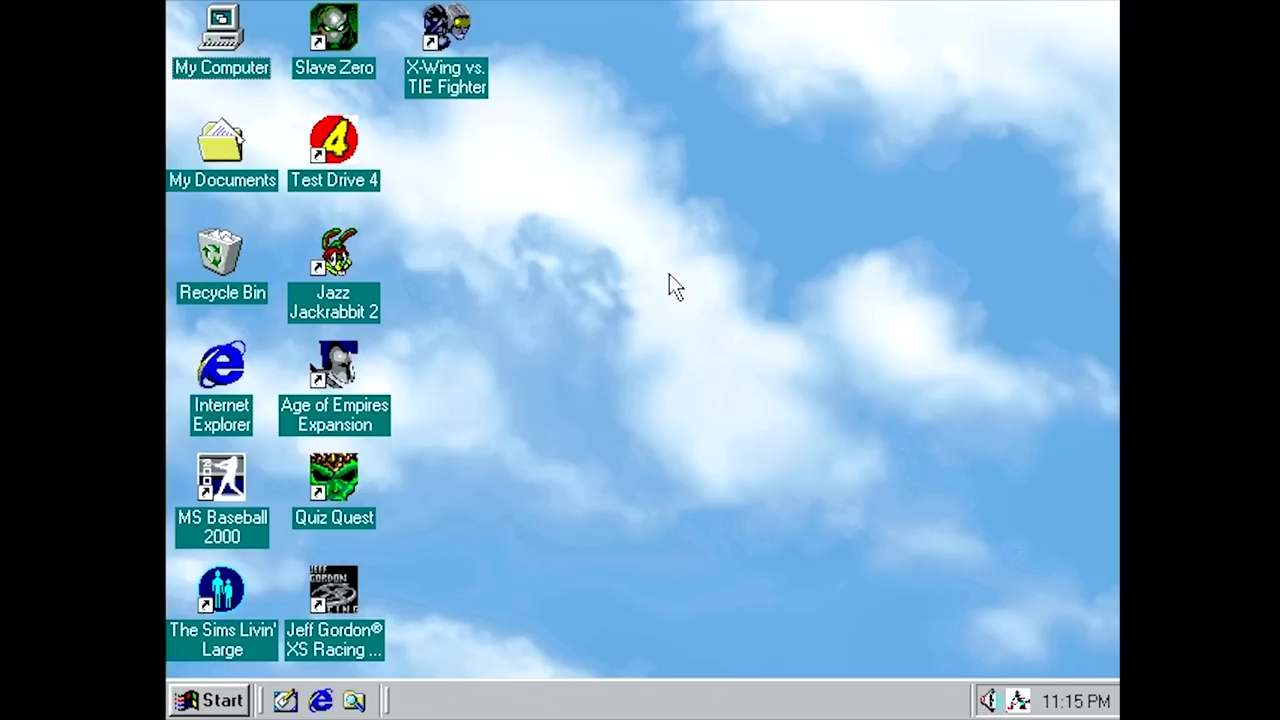 My Computer
Slave Zero
X-Wing vs.
TIE Fighter
My Documents
Test Drive 4
Recycle Bin
Jazz
Jackrabbit 2
Internet
Explorer
Age of Empires
Expansion
MS Baseball
2000
Quiz Quest
The Sims Livin'
Large
JEFF
GORDON
Jeff Gordon®
XS Racing ...
Start
11:15 PM